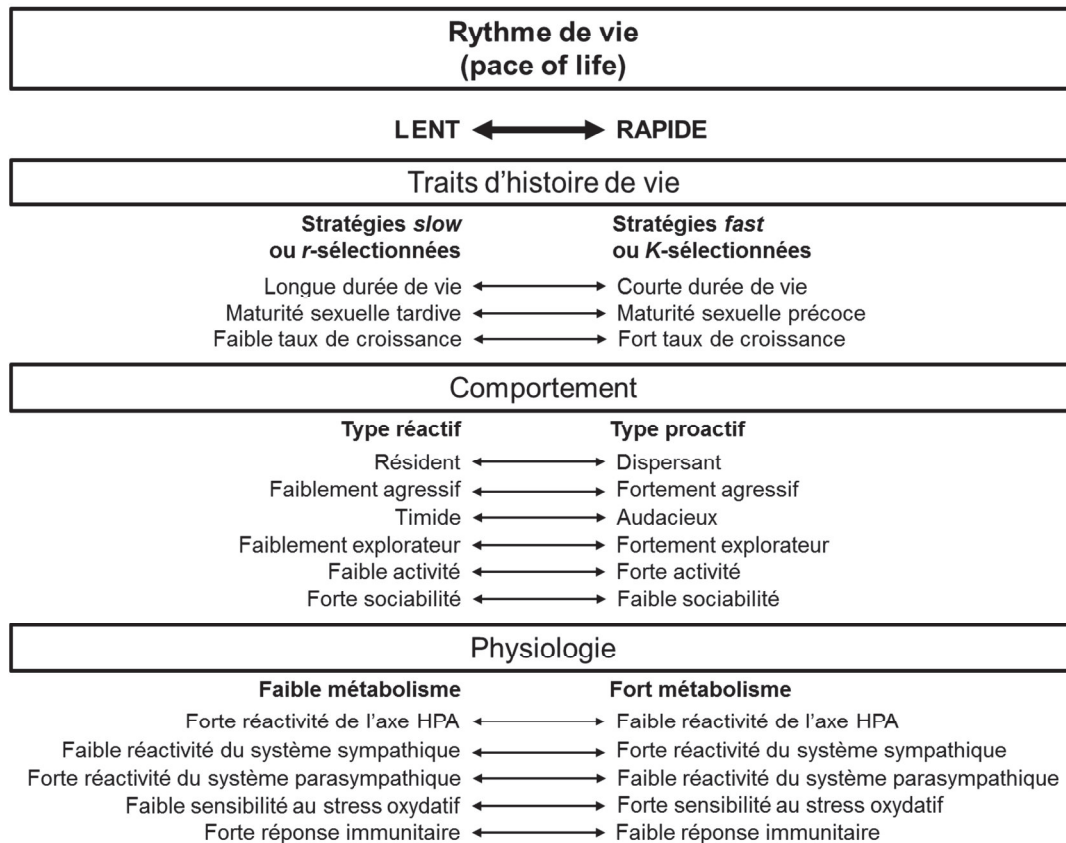 Rythme de vie
(pace of life)
LENT RAPIDE
Traits d'histoire de vie
Stratégies slow Stratégies fast
ou r-sélectionnées ou K-sélectionnées
Longue durée de vie Courte durée de vie
Maturité sexuelle tardive Maturité sexuelle précoce
Faible taux de croissance Fort taux de croissance
Comportement
Type réactif Type proactif
Résident Dispersant
Faiblement agressif Fortement agressif
Timide Audacieux
Faiblement explorateur Fortement explorateur
Faible activité Forte activité
Forte sociabilité Faible sociabilité
Physiologie
Faible métabolisme Fort métabolisme
Forte réactivité de l'axe HPA Faible réactivité de l'axe HPA
Faible réactivité du système sympathique Forte réactivité du système sympathique
Forte réactivité du système parasympathique Faible réactivité du système parasympathique
Faible sensibilité au stress oxydatif Forte sensibilité au stress oxydatif
Forte réponse immunitaire Faible réponse immunitaire